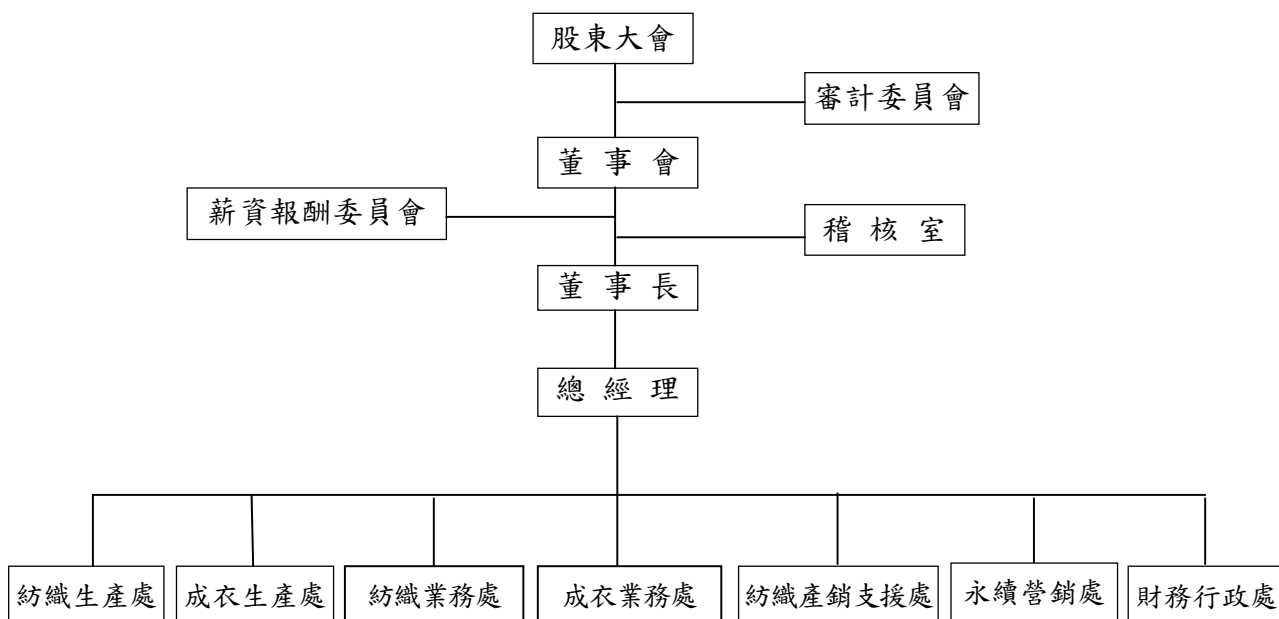 股東大會
審計委員會
董事會
薪資報酬委員會
稽核室
董事長
總經理
紡織生產處
成衣生產處
紡織業務處
成衣業務處
紡織產銷支援處
永續營銷處
財務行政處